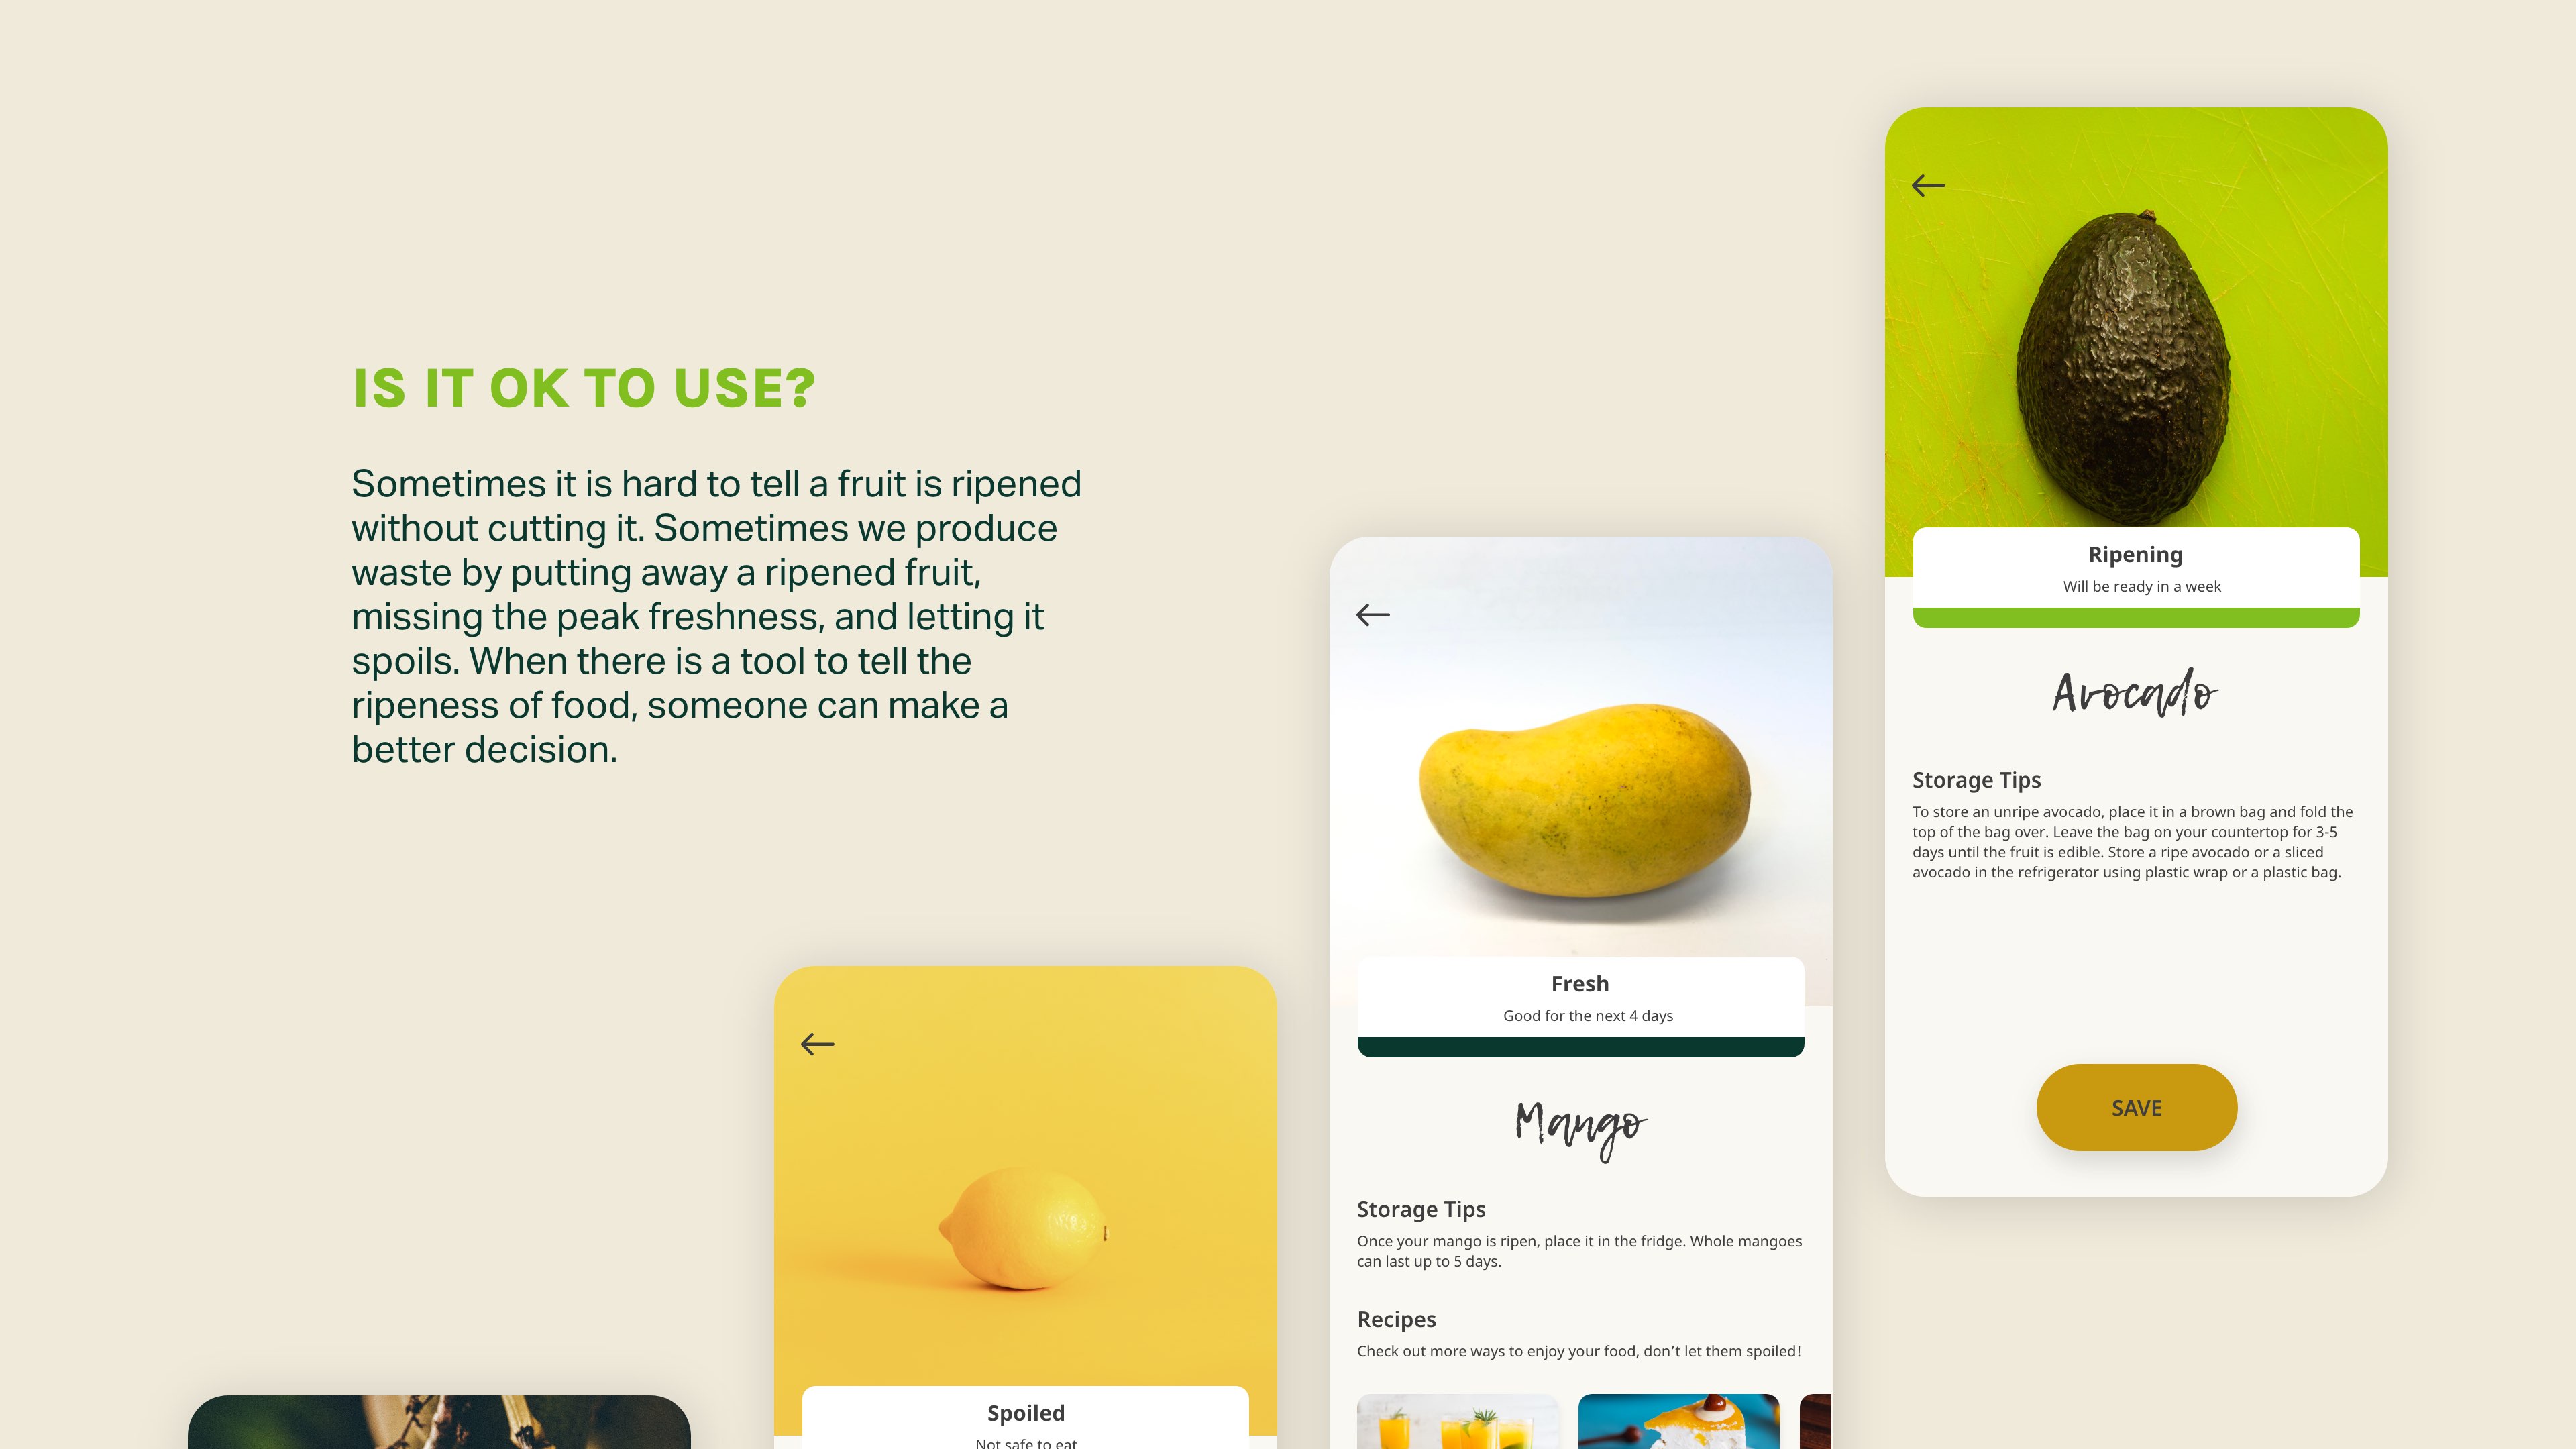 IS IT OK TO USE?
Sometimes it is hard to tell a fruit is ripened
without cutting it. Sometimes we produce
waste by putting away a ripened fruit,
missing the peak freshness, and letting it
spoils. When there is a tool to tell the
ripeness of food, someone can make a
better decision.
Spoiled
Not safe to eat
Fresh
Good for the next 4 days
Mango
Storage Tips
Once your mango is ripen, place it in the fridge. Whole mangoes
can last up to 5 days.
Recipes
Check out more ways to enjoy your food, don’t let them spoiled!
Ripening
Will be ready in a week
Avocado
Storage Tips
To store an unripe avocado, place it in a brown bag and fold the
top of the bag over. Leave the bag on your countertop for 3-5
days until the fruit is edible. Store a ripe avocado or a sliced
avocado in the refrigerator using plastic wrap or a plastic bag.
SAVE